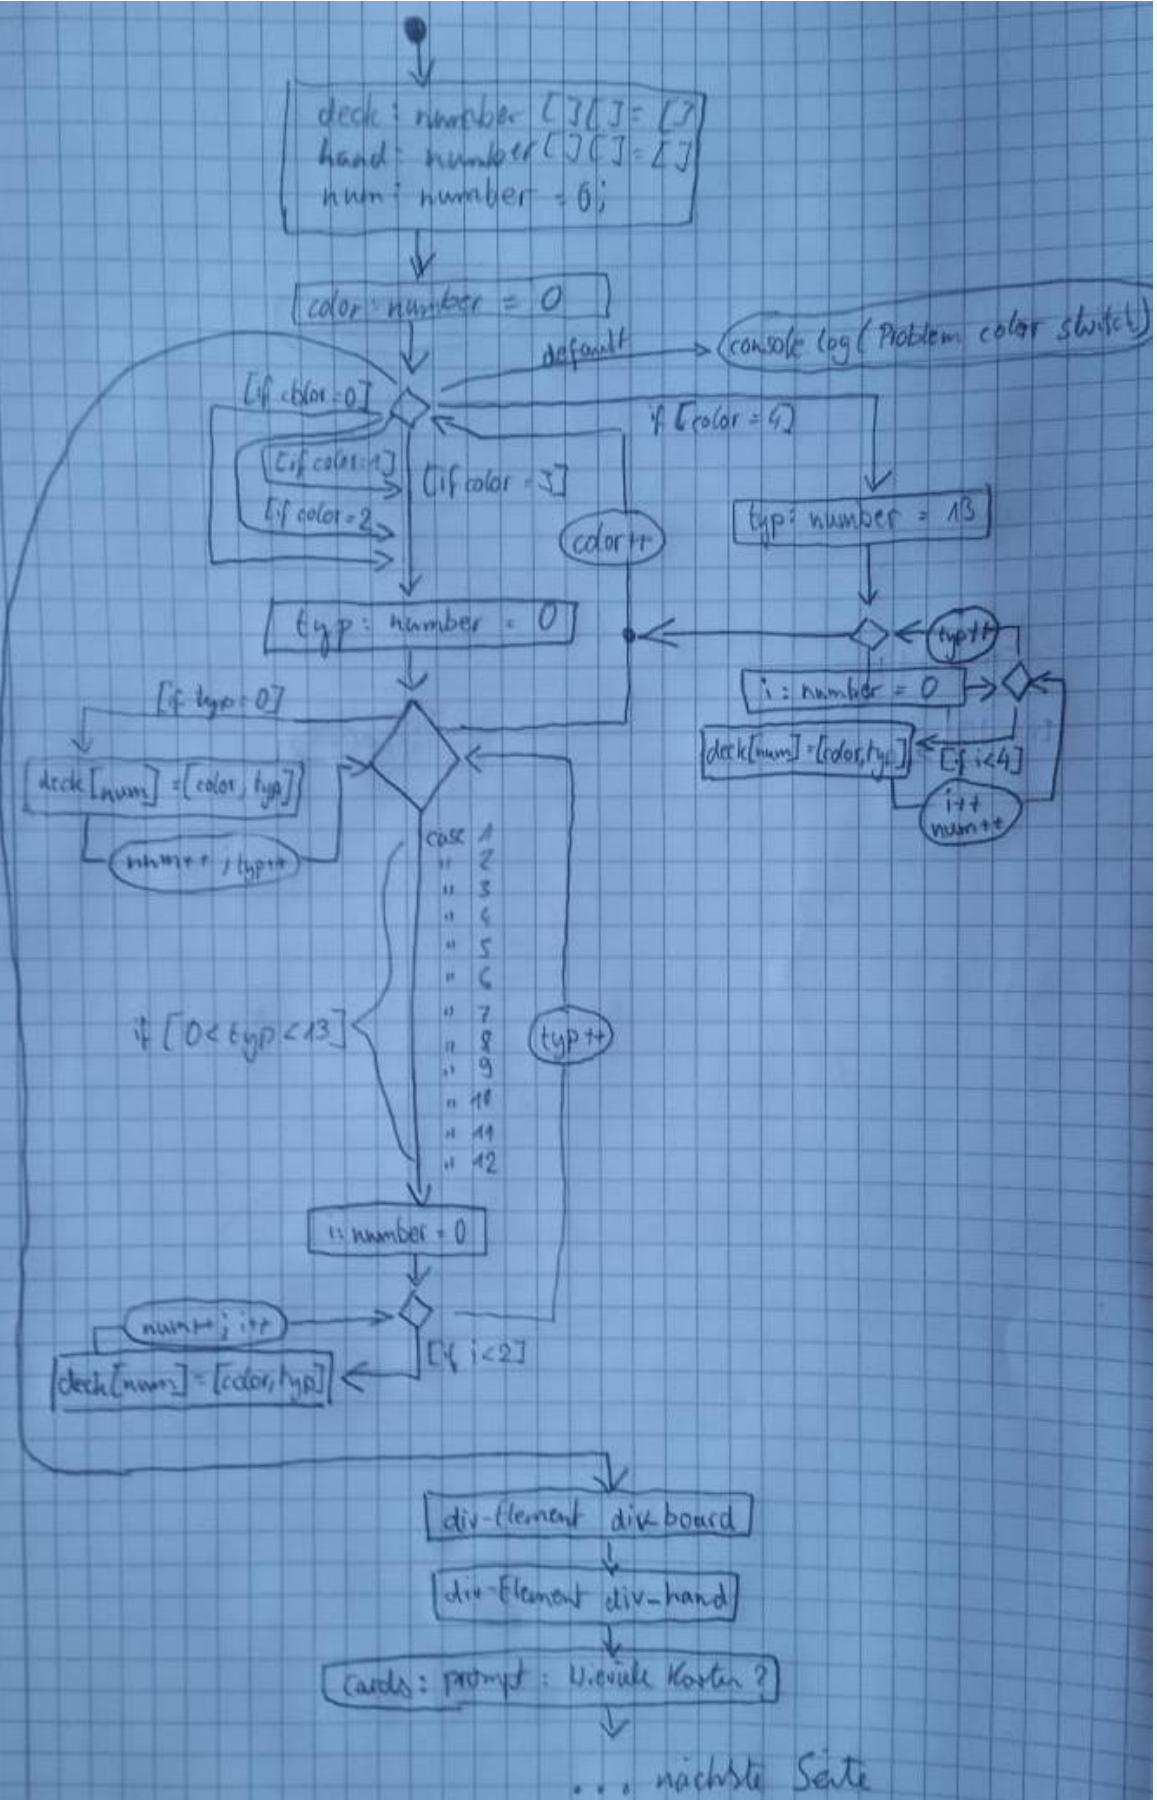 deck: number [][] = []
hand: number [][] = []
num: number = 0;
color: number = 0
default
console log (Problem color switch)
[if color=0]
if [color = 4]
[if color=1]
[if color = 3]
[if color=2
typ: number = 13
color++
typ: number = 0
typ++
[if typ=0]
i: number = 0
deck[num]=[color,typ]
[if i<4]
deck[num]=[color, typ]
i++
num++
num++; typ++
case 1
" 2
" 3
" 4
" 5
" 6
" 7
" 8
" 9
" 10
" 11
" 12
if [0<typ<13]
typ++
i: number = 0
num++; i++
[if i<2]
deck[num]=[color,typ]
div-Element div-board
div-Element div-hand
Cards: prompt: Wieviele Karten?
... nächste Seite